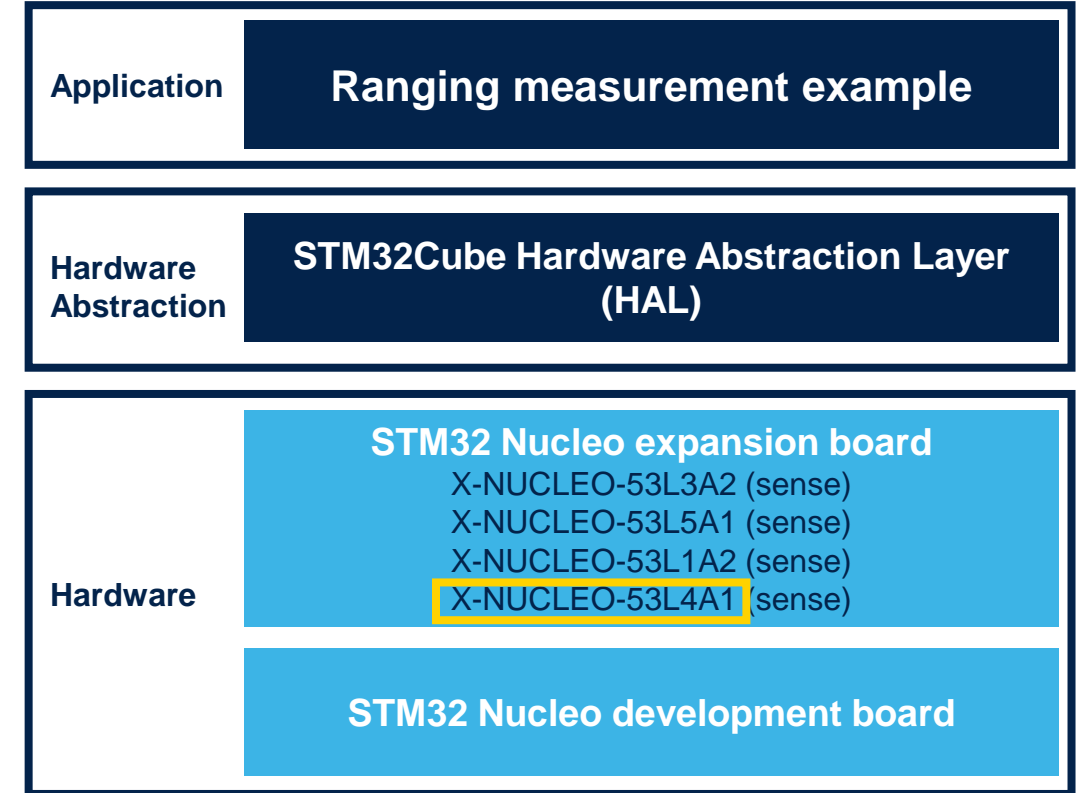 Application
Ranging measurement example
Hardware
Abstraction
STM32Cube Hardware Abstraction Layer
(HAL)
Hardware
STM32 Nucleo expansion board
X-NUCLEO-53L3A2 (sense)
X-NUCLEO-53L5A1 (sense)
X-NUCLEO-53L1A2 (sense)
X-NUCLEO-53L4A1 (sense)
STM32 Nucleo development board